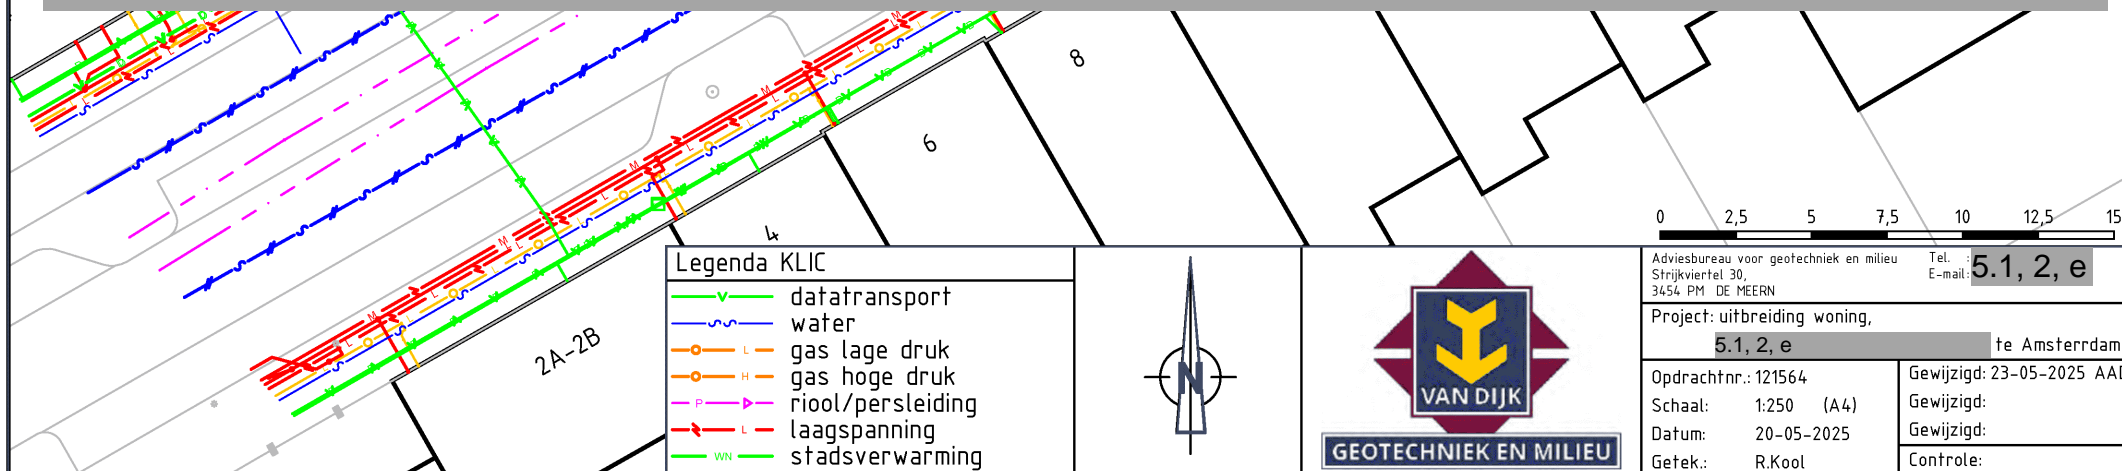 8
6
4
2A-2B
0 2,5 5 7,5 10 12,5 15
Legenda KLIC
datatransport
water
L gas lage druk
H gas hoge druk
P riool/persleiding
L laagspanning
WN stadsverwarming
N
VAN DIJK
GEOTECHNIEK EN MILIEU
Adviesbureau voor geotechniek en milieu
Strijkviertel 30,
3454 PM DE MEERN
Tel. :
E-mail: 5.1, 2, e
Project: uitbreiding woning,
5.1, 2, e te Amsterrdam
Opdrachtnr.: 121564
Schaal: 1:250 (A4)
Datum: 20-05-2025
Getek.: R.Kool
Gewijzigd: 23-05-2025
Gewijzigd:
Gewijzigd:
Controle: